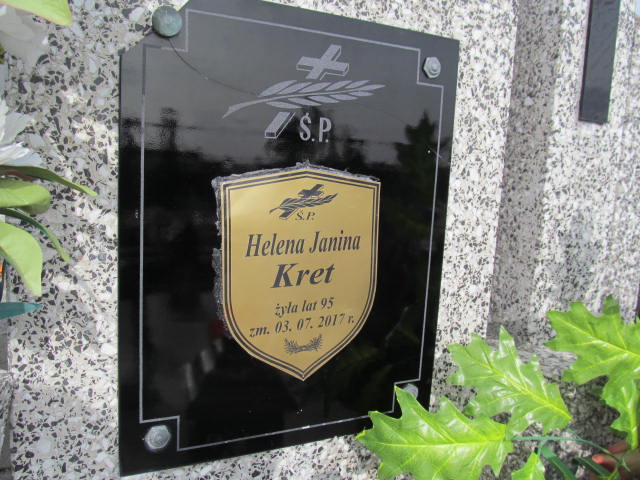 Ś.P.
Ś.P.
Helena Janina
Kret
żyła lat 95
zm. 03. 07. 2017 r.